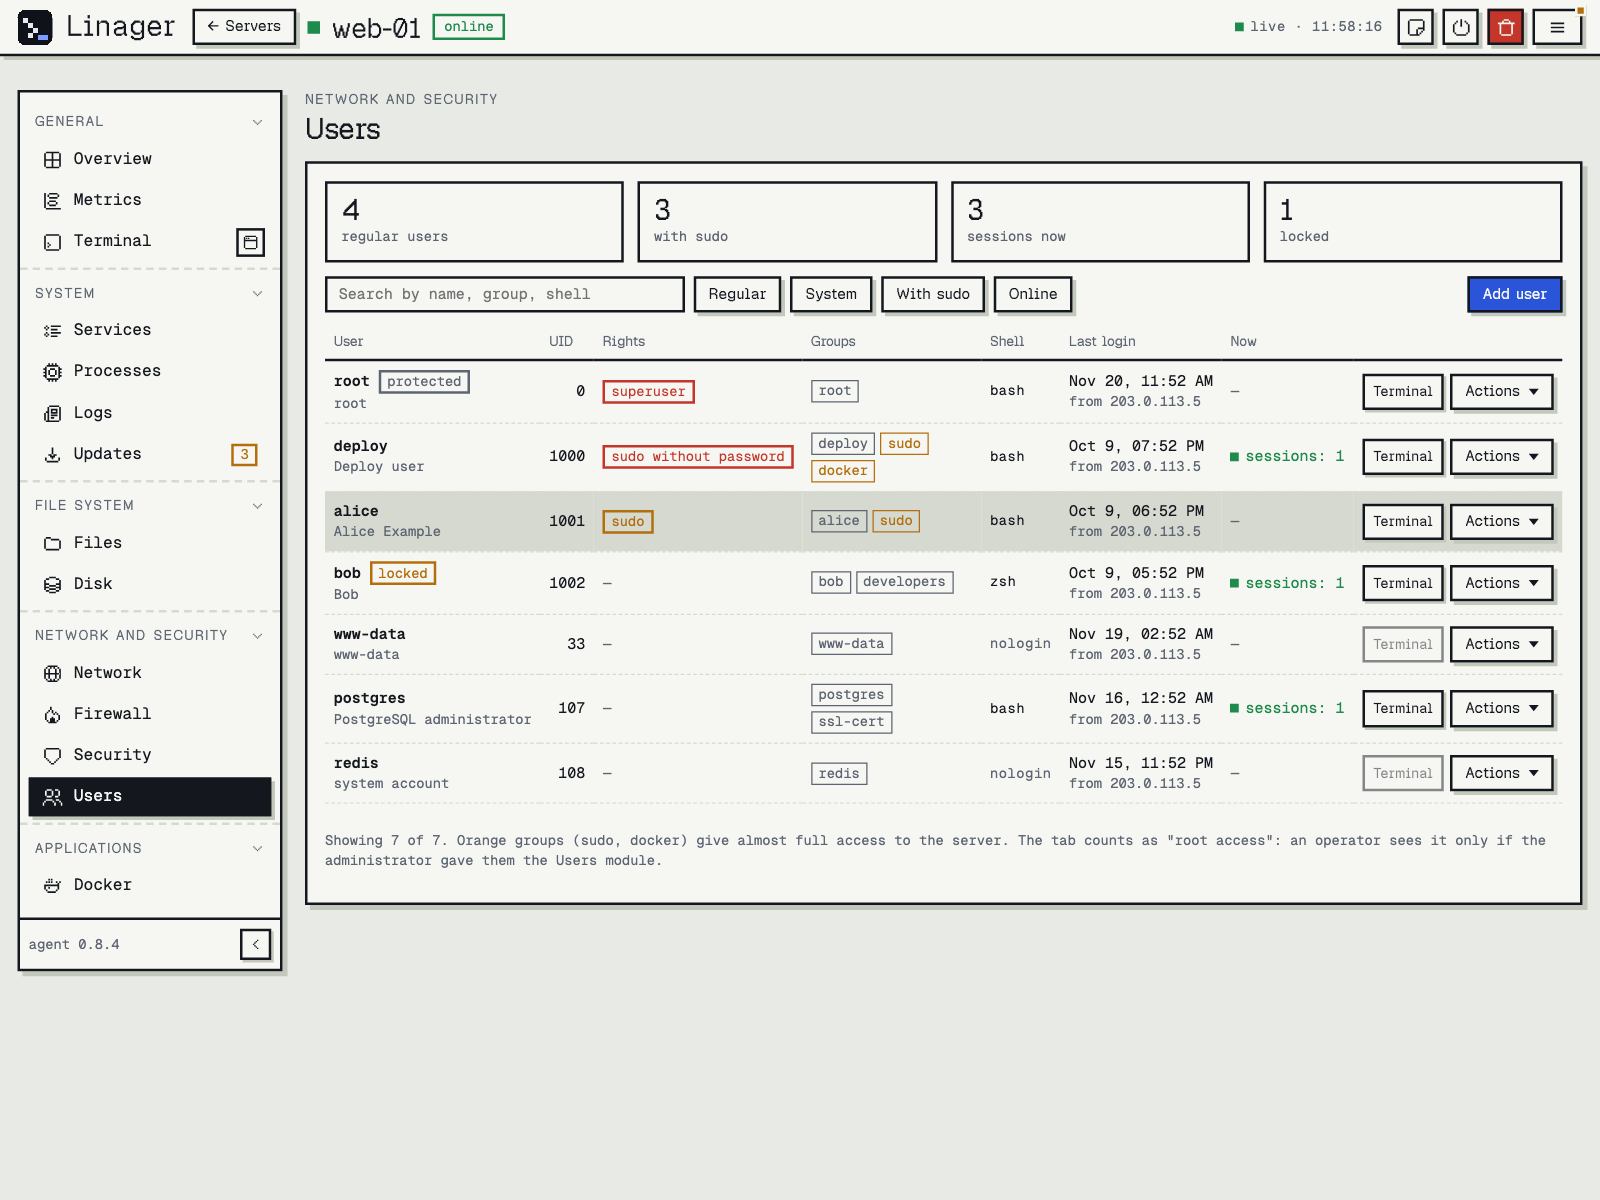 Linager
← Servers
web-01
online
live · 11:58:16
GENERAL
Overview
Metrics
Terminal
SYSTEM
Services
Processes
Logs
Updates 3
FILE SYSTEM
Files
Disk
NETWORK AND SECURITY
Network
Firewall
Security
Users
APPLICATIONS
Docker
agent 0.8.4
NETWORK AND SECURITY
Users
4
regular users
3
with sudo
3
sessions now
1
locked
Search by name, group, shell
Regular
System
With sudo
Online
Add user
User UID Rights Groups Shell Last login Now
root protected 0 superuser root bash Nov 20, 11:52 AM – Terminal Actions
root from 203.0.113.5
deploy 1000 sudo without password deploy sudo bash Oct 9, 07:52 PM sessions: 1 Terminal Actions
Deploy user docker from 203.0.113.5
alice 1001 sudo alice sudo bash Oct 9, 06:52 PM – Terminal Actions
Alice Example from 203.0.113.5
bob locked 1002 – bob developers zsh Oct 9, 05:52 PM sessions: 1 Terminal Actions
Bob from 203.0.113.5
www-data 33 – www-data nologin Nov 19, 02:52 AM – Terminal Actions
www-data from 203.0.113.5
postgres 107 – postgres bash Nov 16, 12:52 AM sessions: 1 Terminal Actions
PostgreSQL administrator ssl-cert from 203.0.113.5
redis 108 – redis nologin Nov 15, 11:52 PM – Terminal Actions
system account from 203.0.113.5
Showing 7 of 7. Orange groups (sudo, docker) give almost full access to the server. The tab counts as "root access": an operator sees it only if the
administrator gave them the Users module.